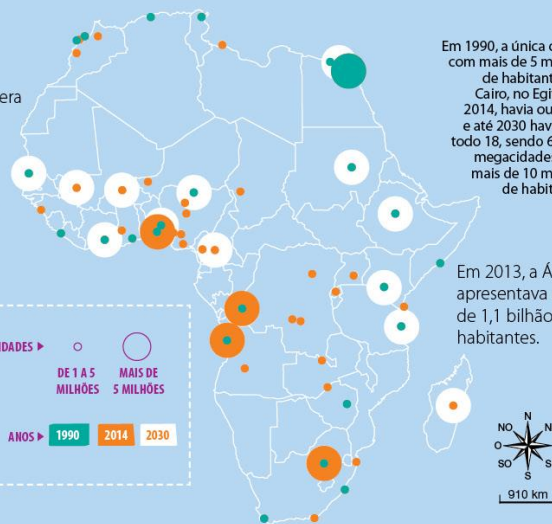 era
Em 1990, a única c
com mais de 5 m
de habitant
Cairo, no Egi
2014, havia ou
e até 2030 hav
todo 18, sendo 6
megacidades
mais de 10 m
de habit
Em 2013, a Á
apresentava
de 1,1 bilhão
habitantes.
IDADES
DE 1 A 5
MILHÕES
MAIS DE
5 MILHÕES
ANOS 1990 2014 2030
N
NO N
O
SO S
S
910 km